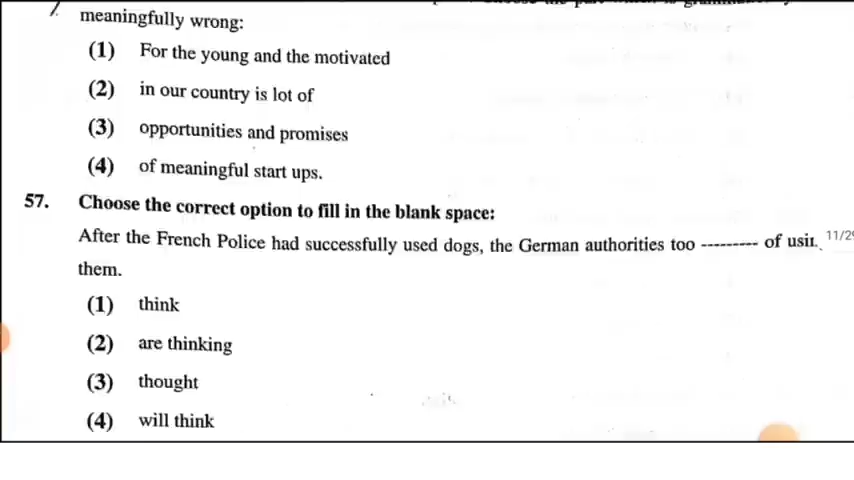 meaningfully wrong:
(1) For the young and the motivated
(2) in our country is lot of
(3) opportunities and promises
(4) of meaningful start ups.
57. Choose the correct option to fill in the blank space:
After the French Police had successfully used dogs, the German authorities too --------- of 11/29
them.
(1) think
(2) are thinking
(3) thought
(4) will think